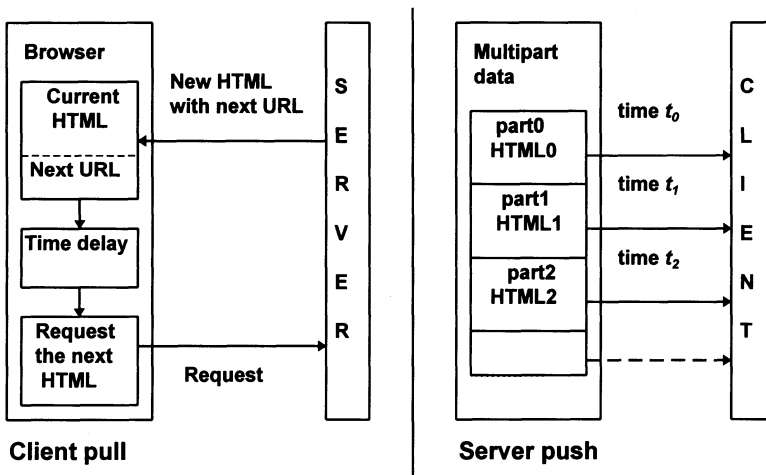 Browser
Current
HTML
Next URL
Time delay
Request
the next
HTML
New HTML
with next URL
Request
S
E
R
V
E
R
Client pull
Multipart
data
part0
HTML0
part1
HTML1
part2
HTML2
time t0
time t1
time t2
C
L
I
E
N
T
Server push